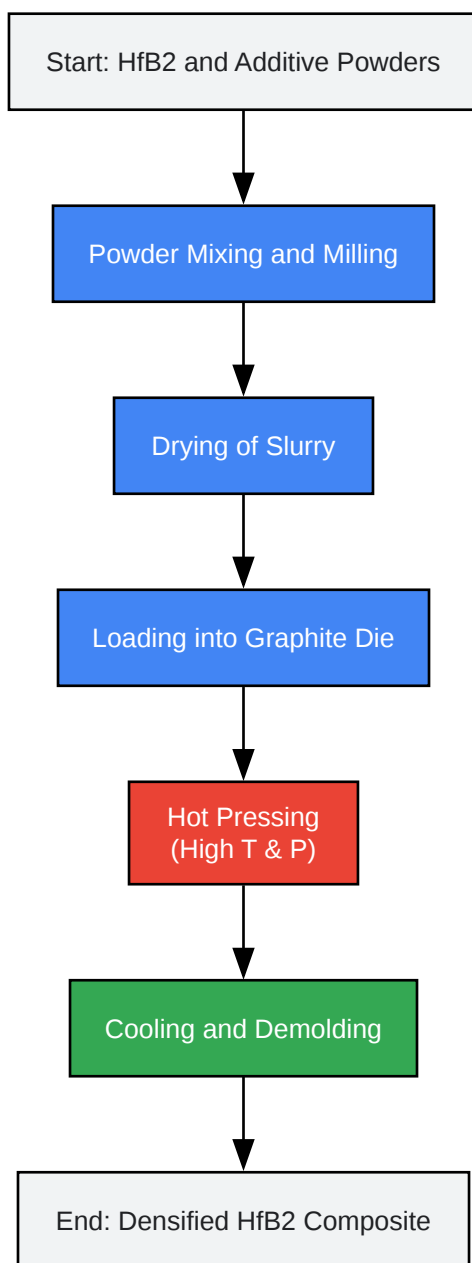 Start: HfB2 and Additive Powders
Powder Mixing and Milling
Drying of Slurry
Loading into Graphite Die
Hot Pressing
(High T & P)
Cooling and Demolding
End: Densified HfB2 Composite